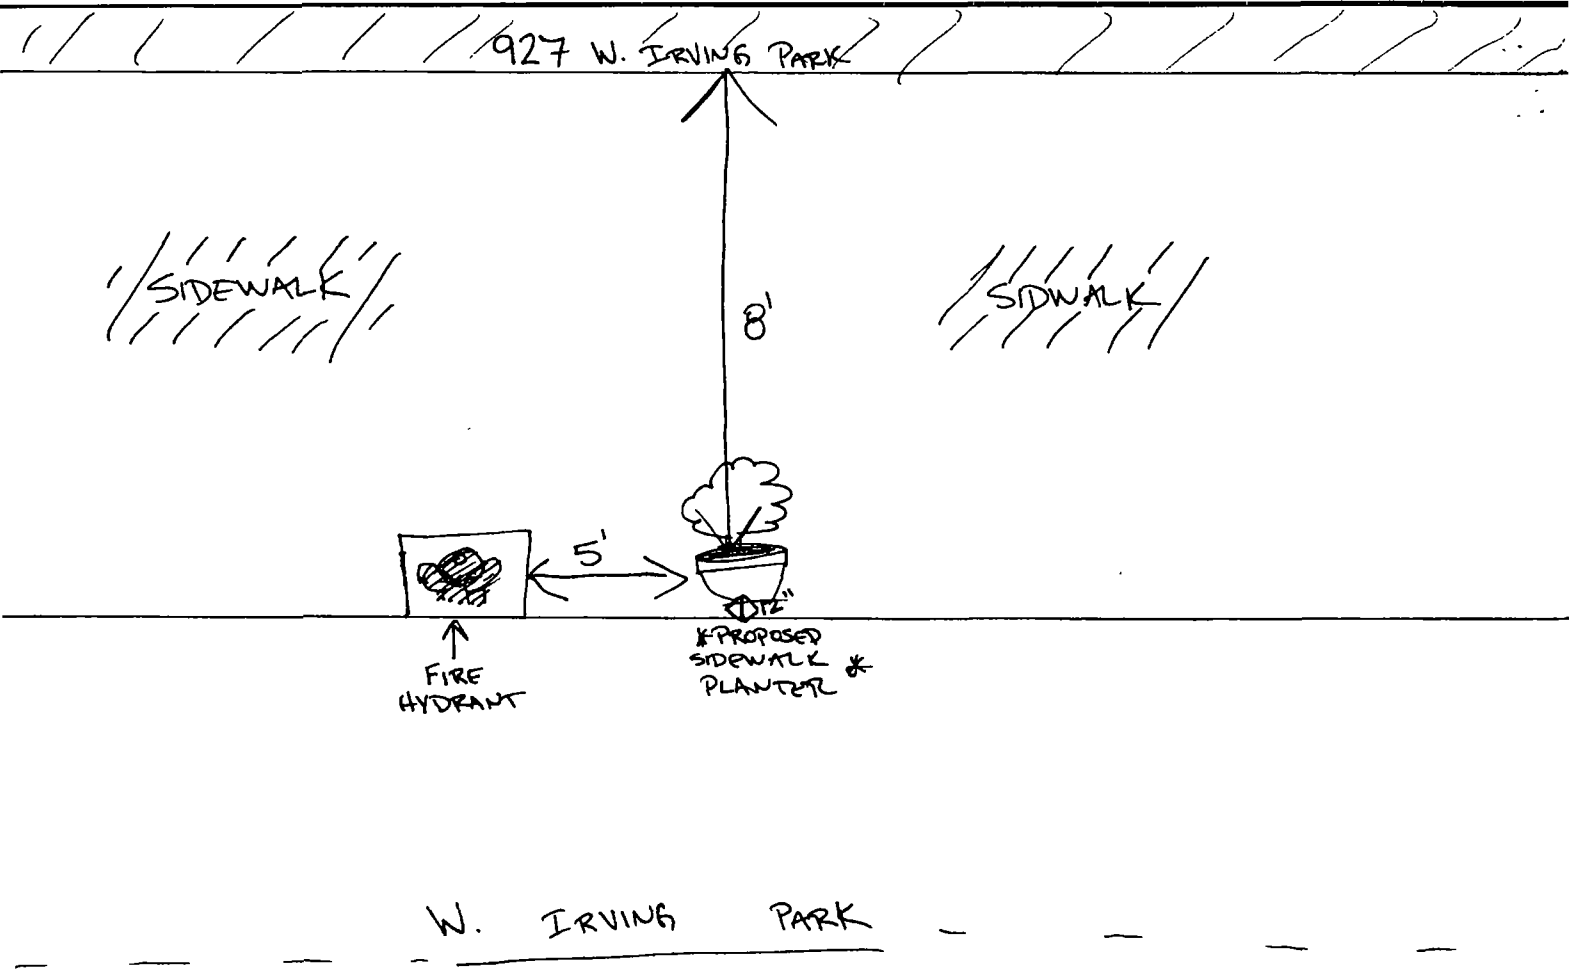 927 W. IRVING PARK
SIDEWALK
SIDWALK
8'
5'
12"
*PROPOSED
SIDEWALK *
PLANTER
FIRE
HYDRANT
W. IRVING PARK